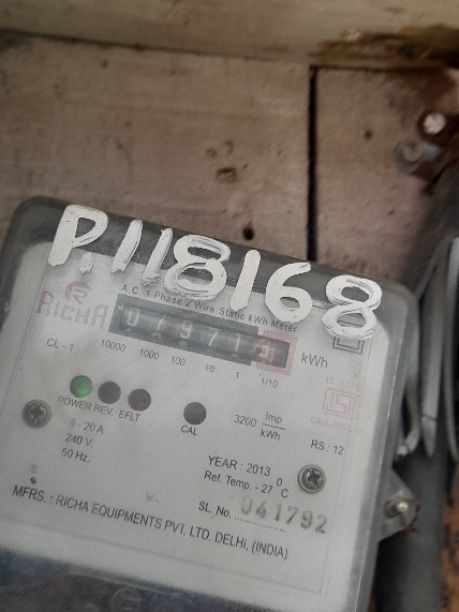 P.118168
A.C. 1 Phase 2 Wire Static kWh Meter
RICHA
07971
kWh
CL - 1
10000 1000 100 10 1 1/10
POWER REV. EFLT
CAL
3200 Imp/kWh
RS : 12
5 - 20A
240 V.
50 Hz.
YEAR : 2013
Ref. Temp. - 27°C
SL. No. 041792
MFRS. : RICHA EQUIPMENTS PVT. LTD. DELHI, (INDIA).